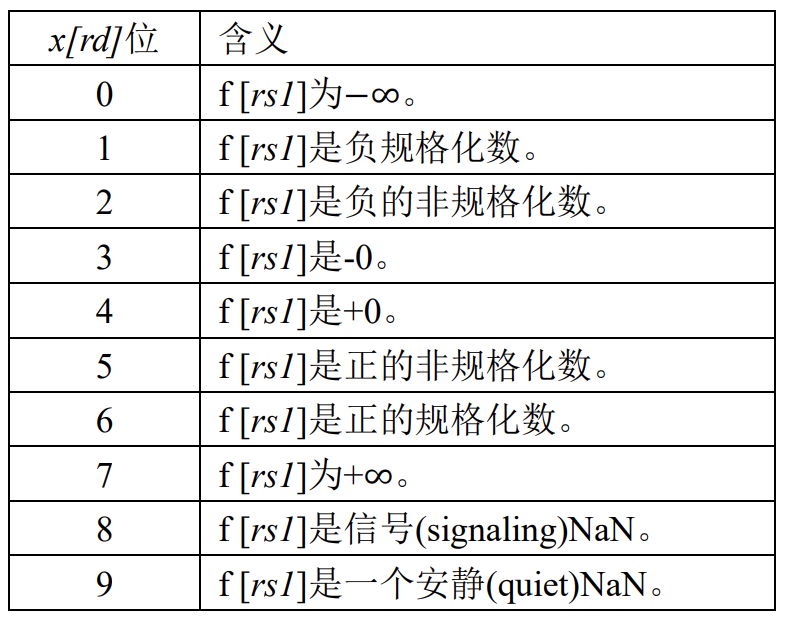 x[rd]位 含义
0 f [rs1]为−∞。
1 f [rs1]是负规格化数。
2 f [rs1]是负的非规格化数。
3 f [rs1]是-0。
4 f [rs1]是+0。
5 f [rs1]是正的非规格化数。
6 f [rs1]是正的规格化数。
7 f [rs1]为+∞。
8 f [rs1]是信号(signaling)NaN。
9 f [rs1]是一个安静(quiet)NaN。